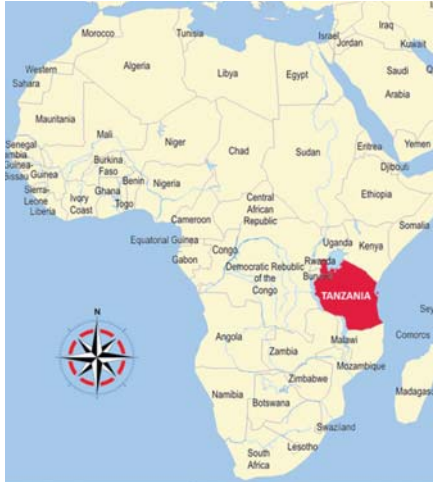 Morocco
Tunisia
Israel
Iraq
Jordan
Kuwait
Algeria
Libya
Egypt
Western
Sahara
Saudi
Arabia
Mauritania
Mali
Niger
Chad
Sudan
Eritrea
Yemen
Senegal
Guinea-
Bissau
Guinea
Burkina
Faso
Djibouti
Sierra-
Leone
Liberia
Ivory
Coast
Ghana
Togo
Benin
Nigeria
Ethiopia
Central
African
Republic
Cameroon
Somalia
Equatorial Guinea
Uganda
Kenya
Congo
Gabon
Rwanda
Democratic Republic
of the
Congo
TANZANIA
N
Angola
Zambia
Malawi
Comoros
Mozambique
Zimbabwe
Namibia
Botswana
Swaziland
South
Africa
Lesotho